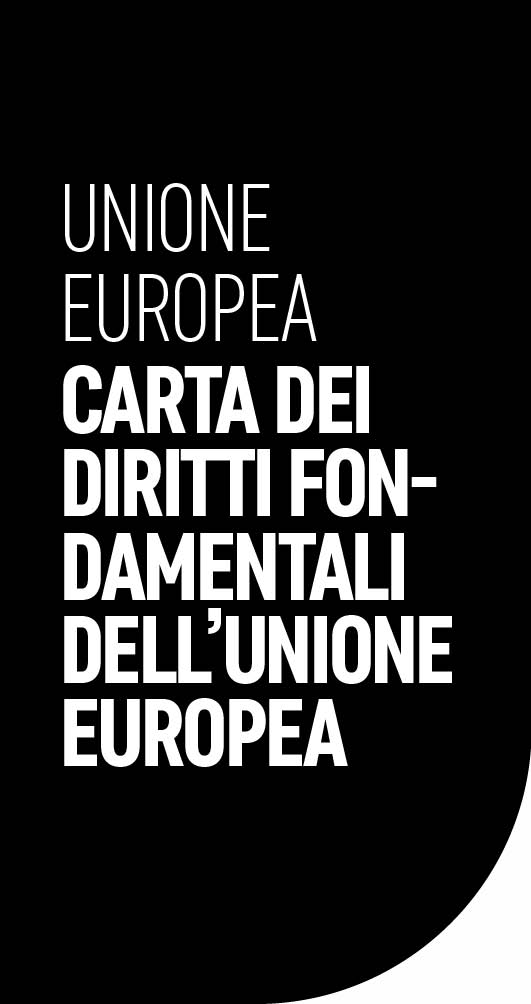 UNIONE
EUROPEA
CARTA DEI
DIRITTI FON-
DAMENTALI
DELL’UNIONE
EUROPEA